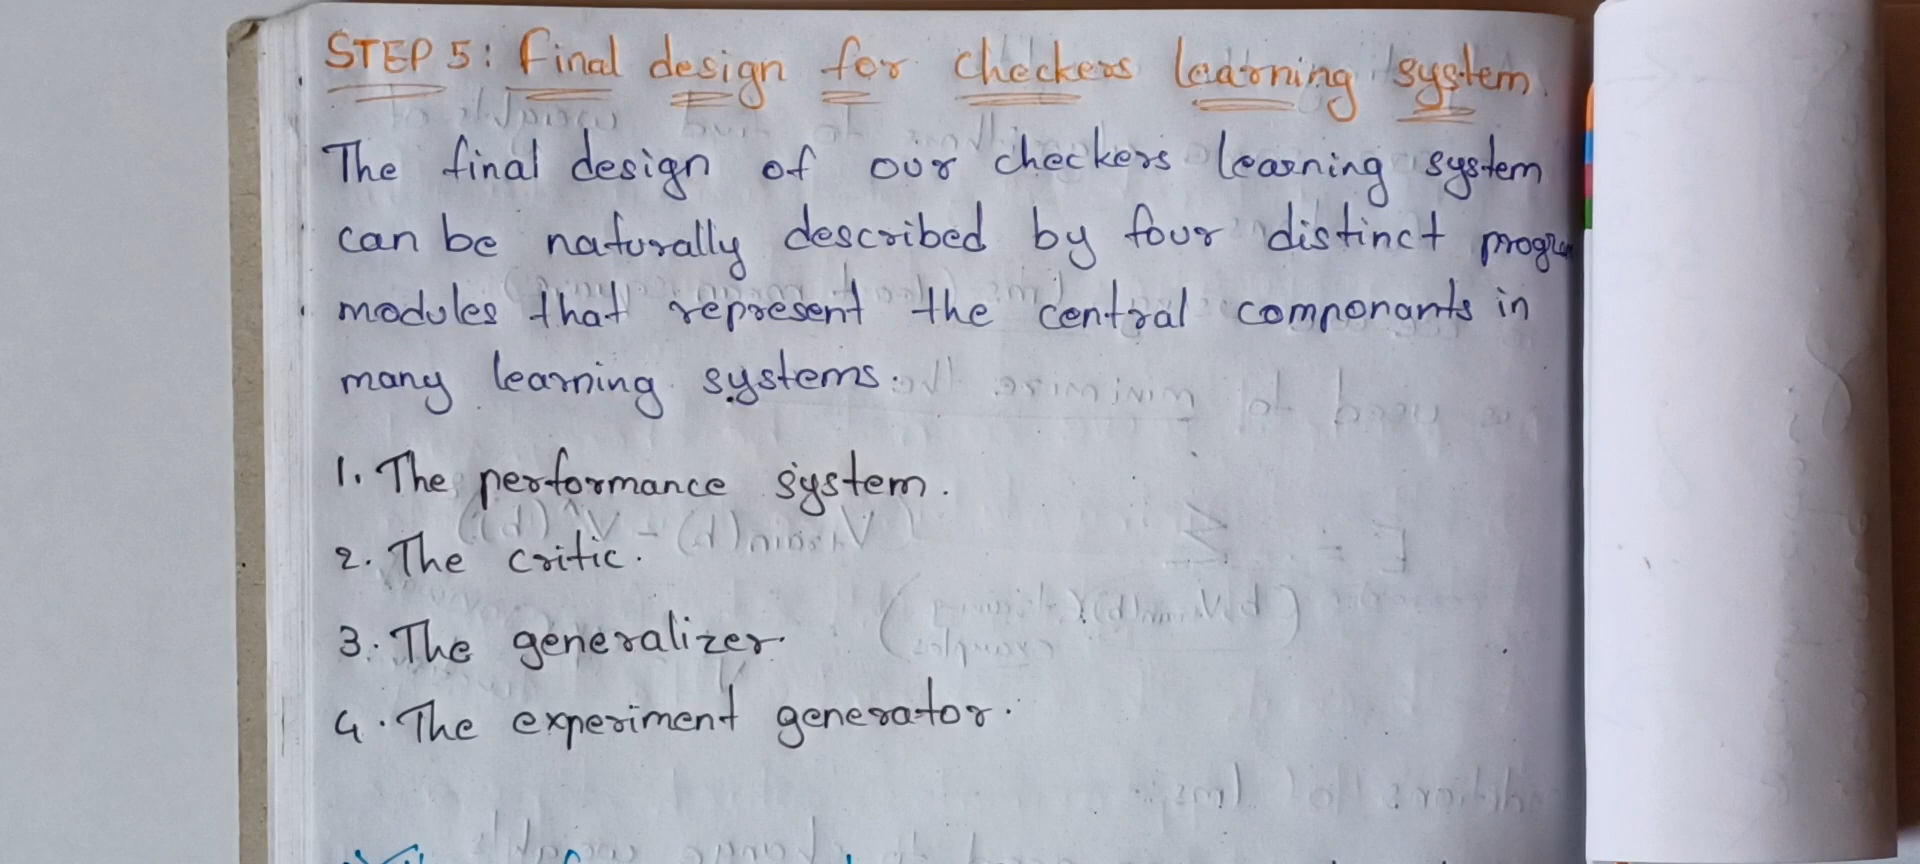 STEP 5: Final design for checkers learning system.
The final design of our checkers learning system
can be naturally described by four distinct
modules that represent the central componants in
many learning systems.
1. The performance system.
2. The critic.
3. The generalizer.
4. The experiment generator.